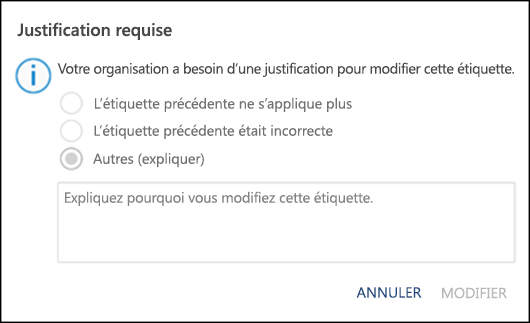 Justification requise
Votre organisation a besoin d’une justification pour modifier cette étiquette.
L’étiquette précédente ne s’applique plus
L’étiquette précédente était incorrecte
Autres (expliquer)
Expliquez pourquoi vous modifiez cette étiquette.
ANNULER MODIFIER